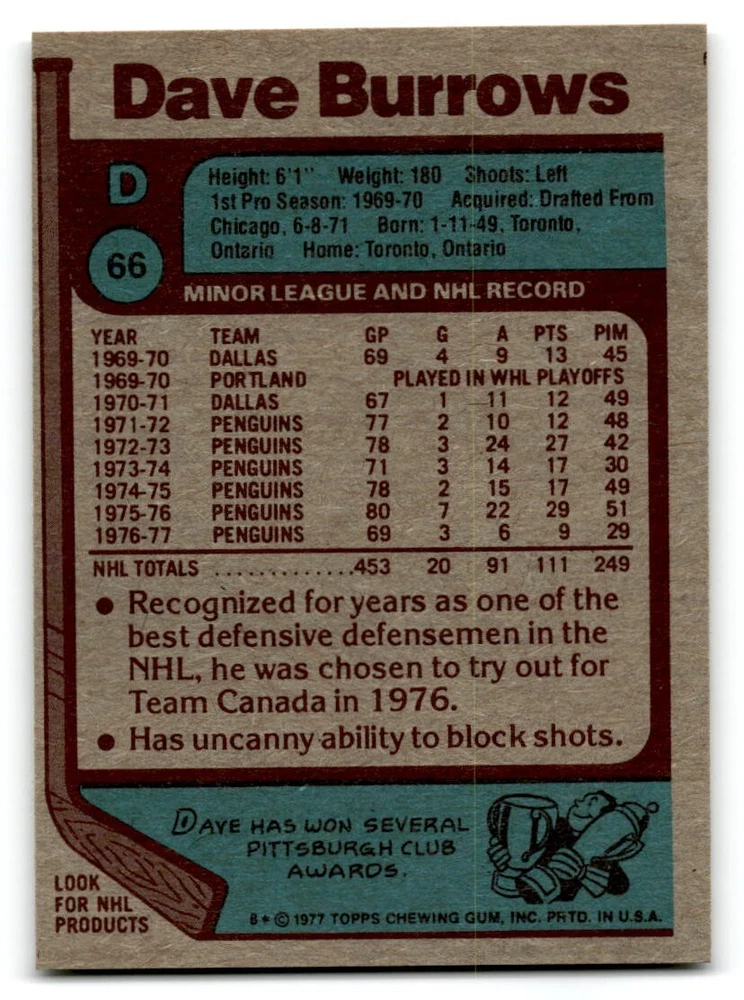 Dave Burrows
D
66
Height: 6'1" Weight: 180 Shoots: Left
1st Pro Season: 1969-70 Acquired: Drafted From
Chicago, 6-8-71 Born: 1-11-49, Toronto,
Ontario Home: Toronto, Ontario
MINOR LEAGUE AND NHL RECORD
YEAR TEAM GP G A PTS PIM
1969-70 DALLAS 69 4 9 13 45
1969-70 PORTLAND PLAYED IN WHL PLAYOFFS
1970-71 DALLAS 67 1 11 12 49
1971-72 PENGUINS 77 2 10 12 48
1972-73 PENGUINS 78 3 24 27 42
1973-74 PENGUINS 71 3 14 17 30
1974-75 PENGUINS 78 2 15 17 49
1975-76 PENGUINS 80 7 22 29 51
1976-77 PENGUINS 69 3 6 9 29
NHL TOTALS .............453 20 91 111 249
• Recognized for years as one of the
best defensive defensemen in the
NHL, he was chosen to try out for
Team Canada in 1976.
• Has uncanny ability to block shots.
DAVE HAS WON SEVERAL
PITTSBURGH CLUB
AWARDS.
LOOK
FOR NHL
PRODUCTS
B* © 1977 TOPPS CHEWING GUM, INC. PRTD. IN U.S.A.